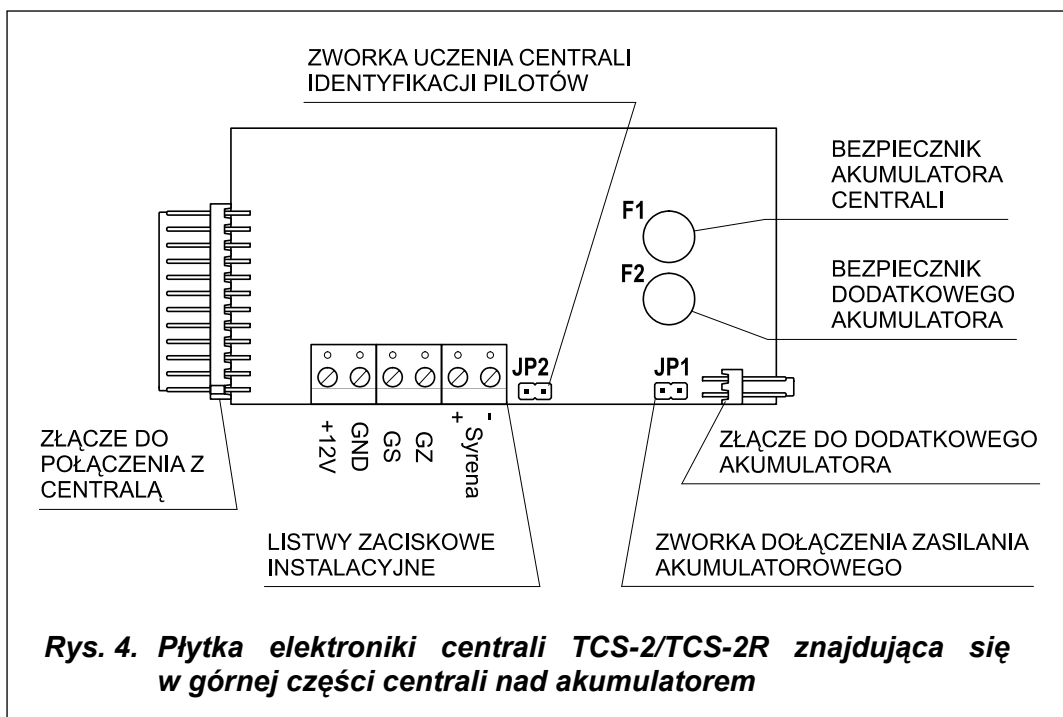 ZWORKA UCZENIA CENTRALI
IDENTYFIKACJI PILOTÓW
BEZPIECZNIK
AKUMULATORA
CENTRALI
F1
F2
BEZPIECZNIK
DODATKOWEGO
AKUMULATORA
JP2
JP1
+12V
GND
GS
GZ
+ -
Syrena
ZŁĄCZE DO
POŁĄCZENIA Z
CENTRALĄ
ZŁĄCZE DO DODATKOWEGO
AKUMULATORA
LISTWY ZACISKOWE
INSTALACYJNE
ZWORKA DOŁĄCZENIA ZASILANIA
AKUMULATOROWEGO
Rys. 4. Płytka elektroniki centrali TCS-2/TCS-2R znajdująca się
w górnej części centrali nad akumulatorem